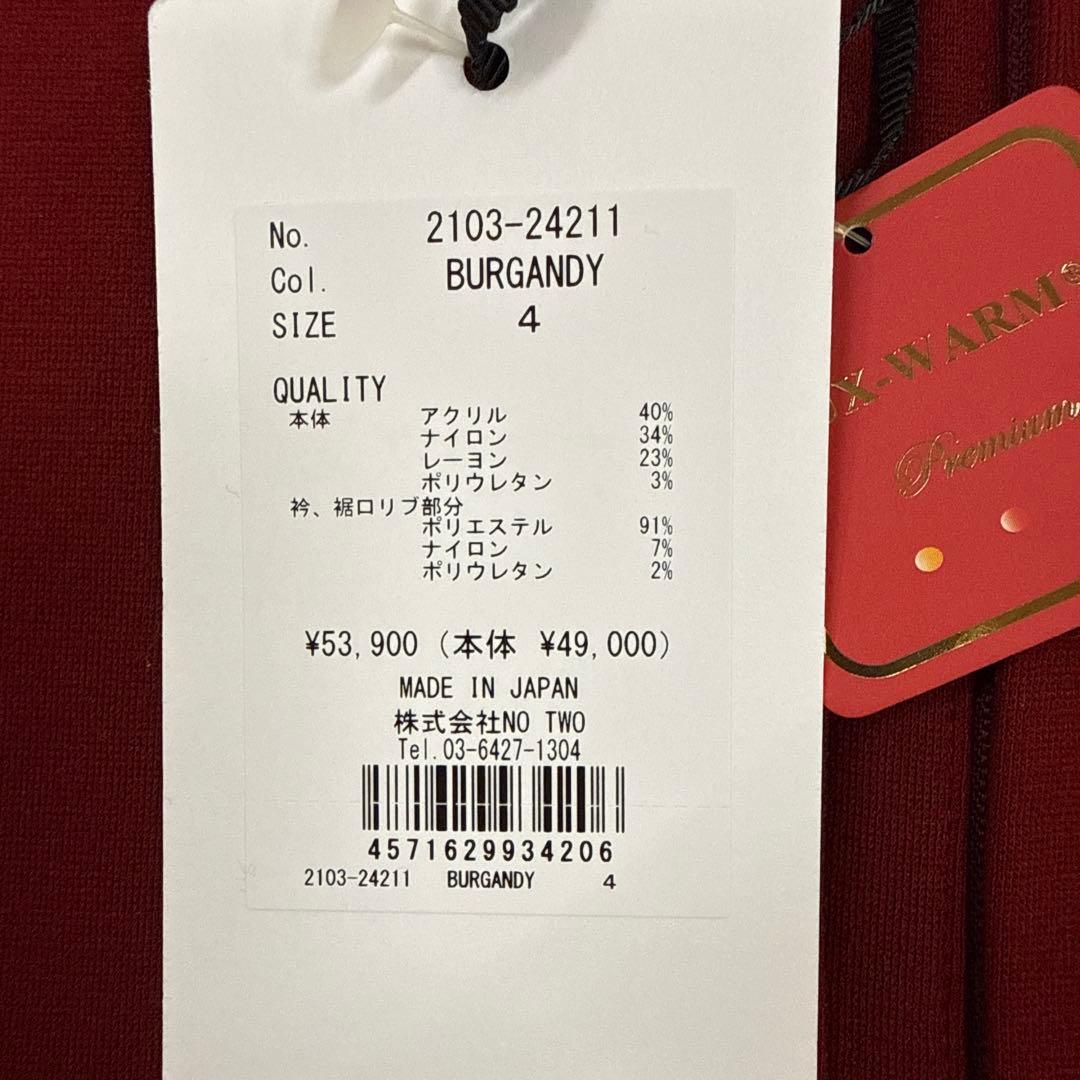 No. 2103-24211
Col. BURGANDY
SIZE 4
QUALITY
本体 アクリル 40%
ナイロン 34%
レーヨン 23%
ポリウレタン 3%
衿、裾口リブ部分
ポリエステル 91%
ナイロン 7%
ポリウレタン 2%
¥53,900 (本体 ¥49,000)
MADE IN JAPAN
株式会社NO TWO
Tel.03-6427-1304
4571629934206
2103-24211 BURGANDY 4
X-WARM®
Premium